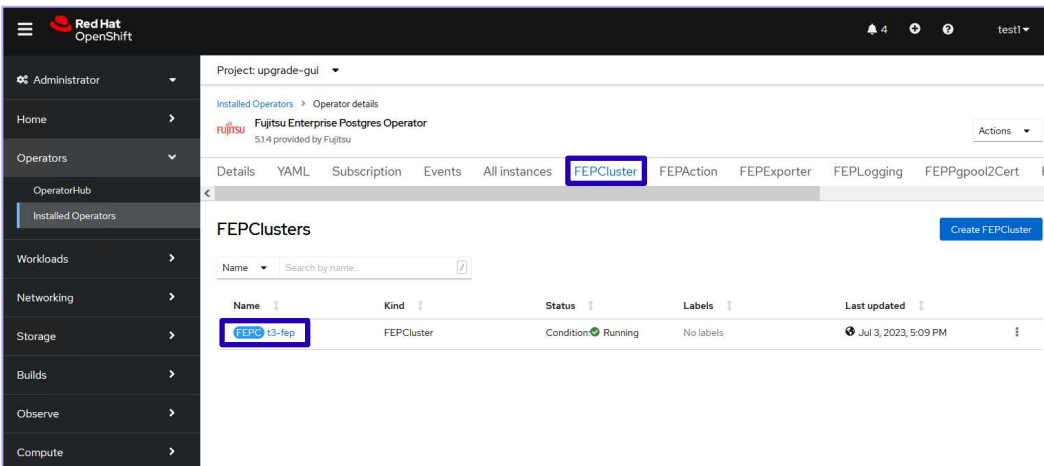 Red Hat
OpenShift
4
test1
Administrator
Home
Operators
OperatorHub
Installed Operators
Workloads
Networking
Storage
Builds
Observe
Compute
Project: upgrade-gui
Installed Operators > Operator details
FUJITSU
Fujitsu Enterprise Postgres Operator
5.1.4 provided by Fujitsu
Actions
Details YAML Subscription Events All instances FEPCluster FEPAction FEPExporter FEPLogging FEPPgpool2Cert
FEPClusters
Create FEPCluster
Name Search by name... /
Name Kind Status Labels Last updated
FEPC t3-fep FEPCluster Condition: Running No labels Jul 3, 2023, 5:09 PM